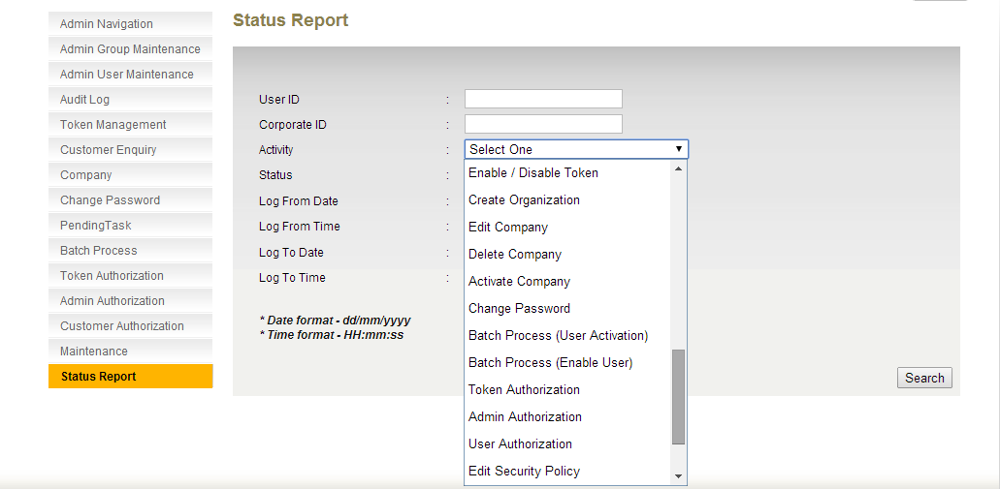 Status Report
Admin Navigation
Admin Group Maintenance
Admin User Maintenance
Audit Log
Token Management
Customer Enquiry
Company
Change Password
PendingTask
Batch Process
Token Authorization
Admin Authorization
Customer Authorization
Maintenance
Status Report
User ID :
Corporate ID :
Activity : Select One
Status :
Log From Date :
Log From Time :
Log To Date :
Log To Time :
* Date format - dd/mm/yyyy
* Time format - HH:mm:ss
Enable / Disable Token
Create Organization
Edit Company
Delete Company
Activate Company
Change Password
Batch Process (User Activation)
Batch Process (Enable User)
Token Authorization
Admin Authorization
User Authorization
Edit Security Policy
Search